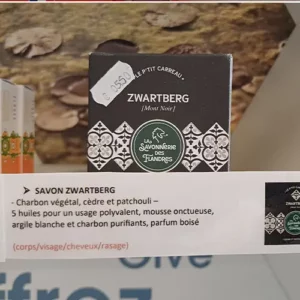 LE P'TIT CARREAU
ZWARTBERG
[Mont Noir]
LA
SAVONNERIE
DES
FLANDRES
➤ SAVON ZWARTBERG
- Charbon végétal, cèdre et patchouli –
5 huiles pour un usage polyvalent, mousse onctueuse,
argile blanche et charbon purifiants, parfum boisé
(corps/visage/cheveux/rasage)